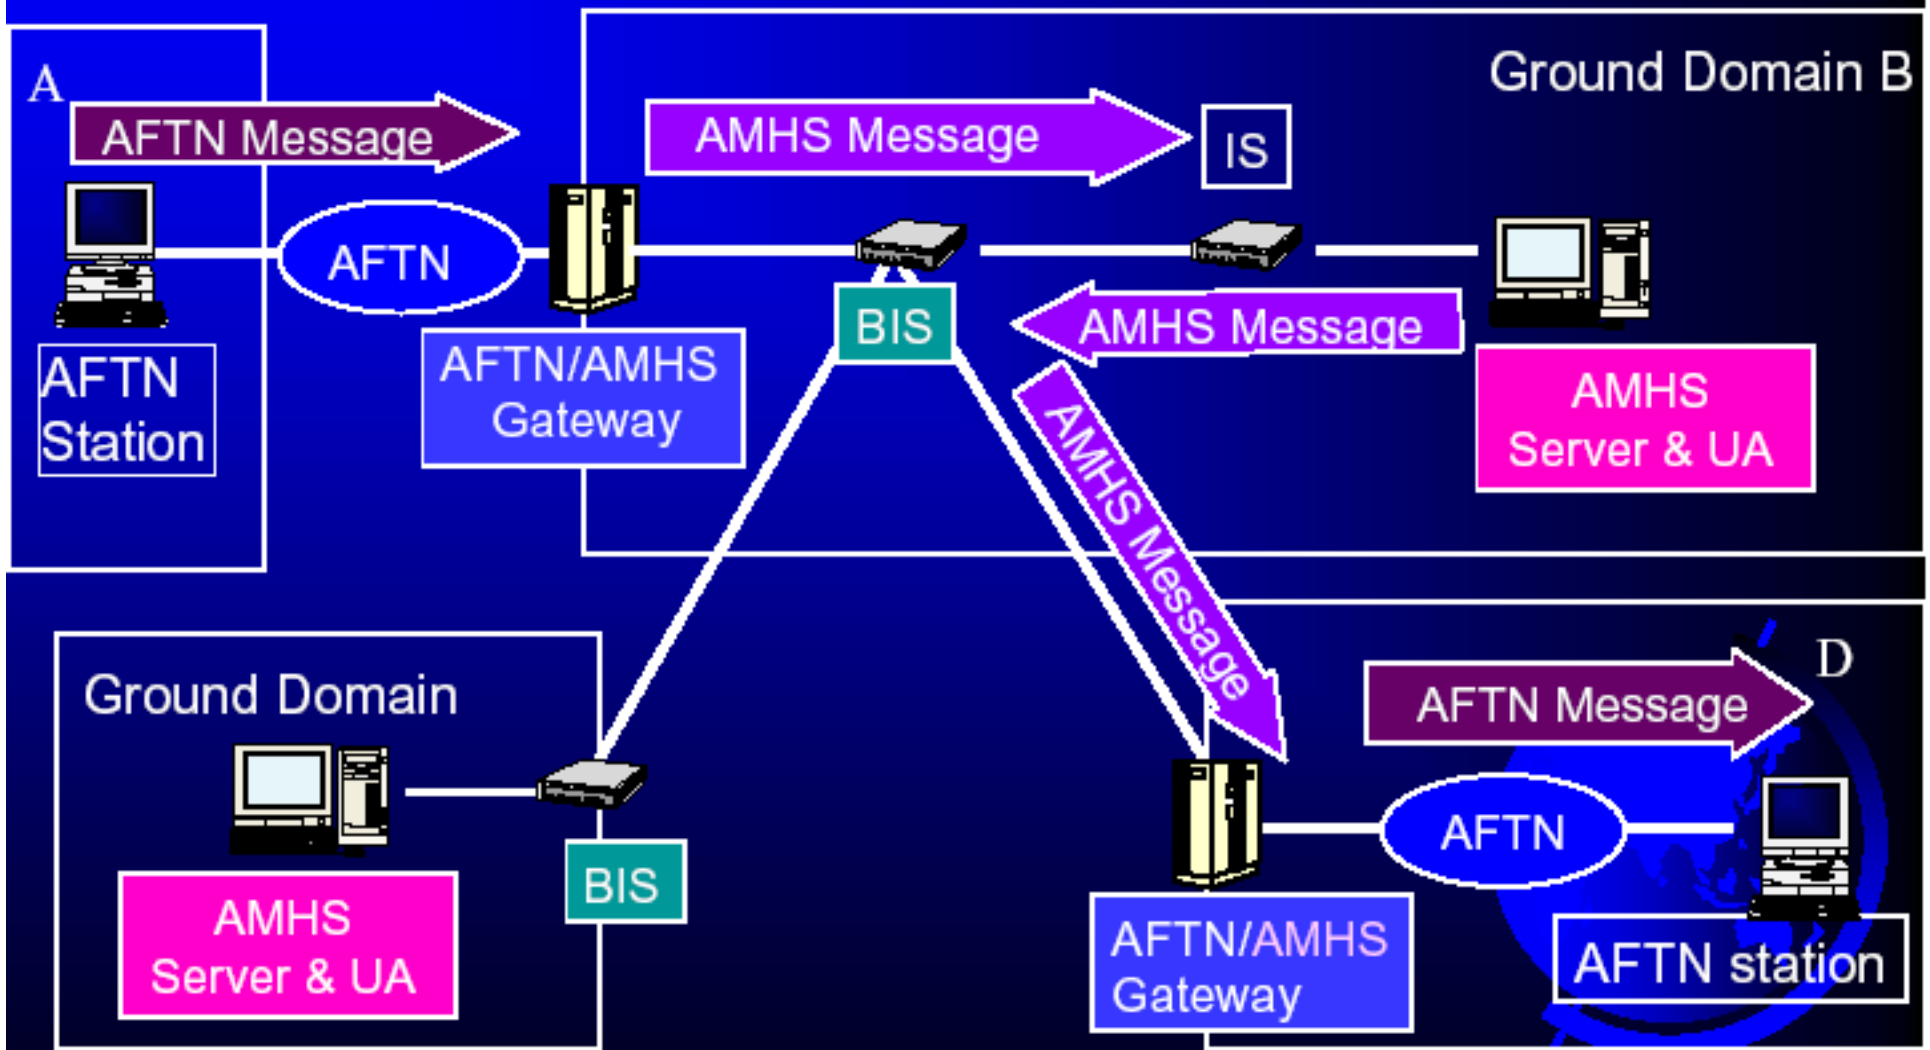 A
AFTN Message
AMHS Message
IS
Ground Domain B
AFTN
BIS
AMHS Message
AFTN
Station
AFTN/AMHS
Gateway
AMHS
Server & UA
AMHS Message
Ground Domain
AFTN Message
D
AFTN
BIS
AMHS
Server & UA
AFTN/AMHS
Gateway
AFTN station